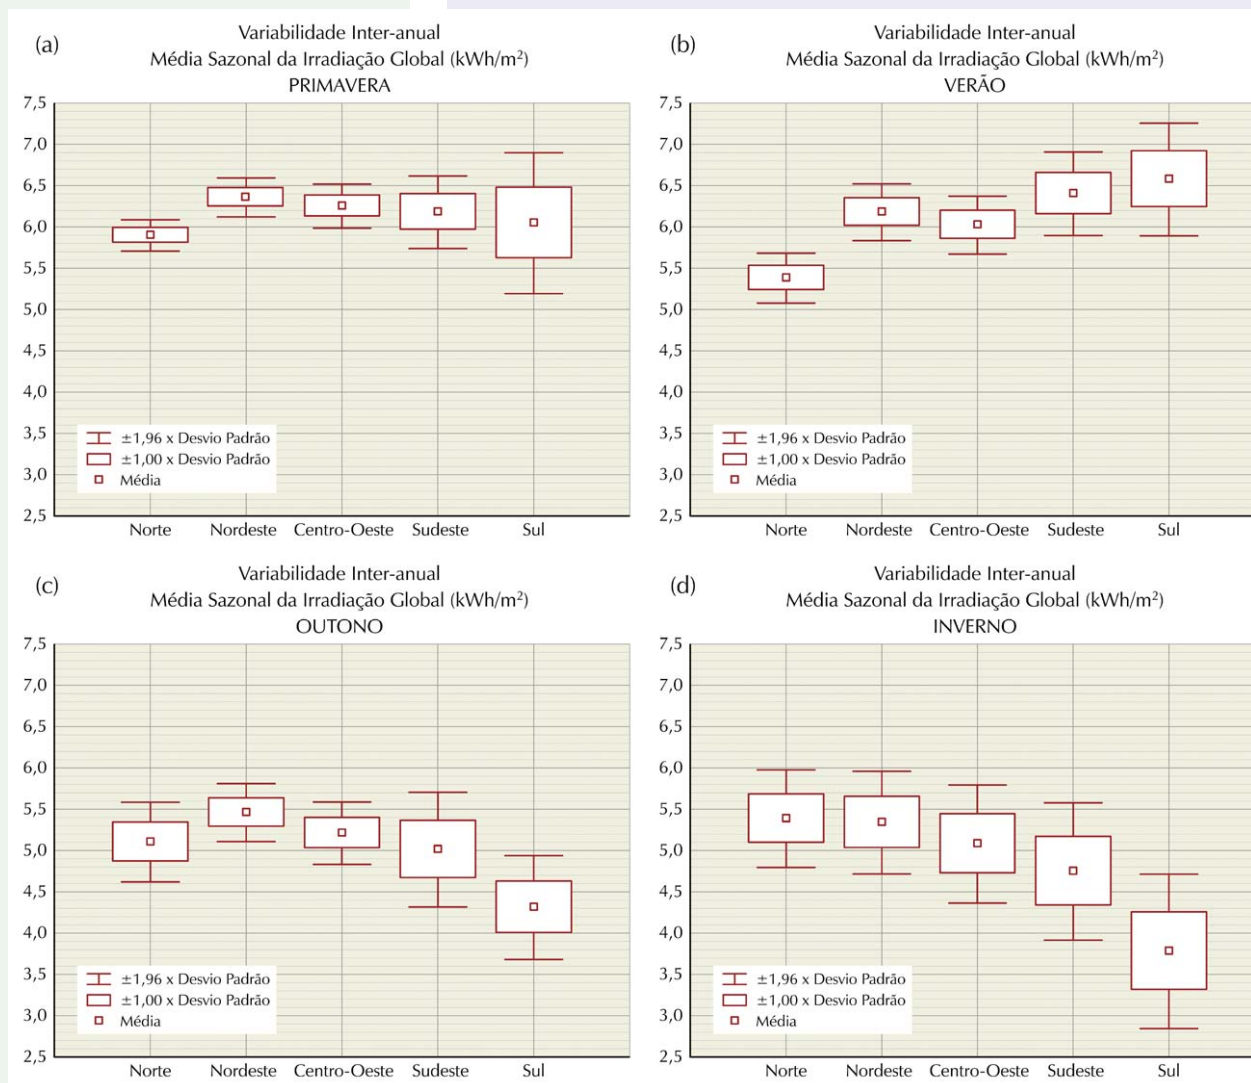 (a)
Variabilidade Inter-anual
Média Sazonal da Irradiação Global (kWh/m²)
PRIMAVERA
7,5
7,0
6,5
6,0
5,5
5,0
4,5
4,0
3,5
3,0
2,5
±1,96 x Desvio Padrão
±1,00 x Desvio Padrão
Média
Norte Nordeste Centro-Oeste Sudeste Sul
(b)
Variabilidade Inter-anual
Média Sazonal da Irradiação Global (kWh/m²)
VERÃO
7,5
7,0
6,5
6,0
5,5
5,0
4,5
4,0
3,5
3,0
2,5
±1,96 x Desvio Padrão
±1,00 x Desvio Padrão
Média
Norte Nordeste Centro-Oeste Sudeste Sul
(c)
Variabilidade Inter-anual
Média Sazonal da Irradiação Global (kWh/m²)
OUTONO
7,5
7,0
6,5
6,0
5,5
5,0
4,5
4,0
3,5
3,0
2,5
±1,96 x Desvio Padrão
±1,00 x Desvio Padrão
Média
Norte Nordeste Centro-Oeste Sudeste Sul
(d)
Variabilidade Inter-anual
Média Sazonal da Irradiação Global (kWh/m²)
INVERNO
7,5
7,0
6,5
6,0
5,5
5,0
4,5
4,0
3,5
3,0
2,5
±1,96 x Desvio Padrão
±1,00 x Desvio Padrão
Média
Norte Nordeste Centro-Oeste Sudeste Sul